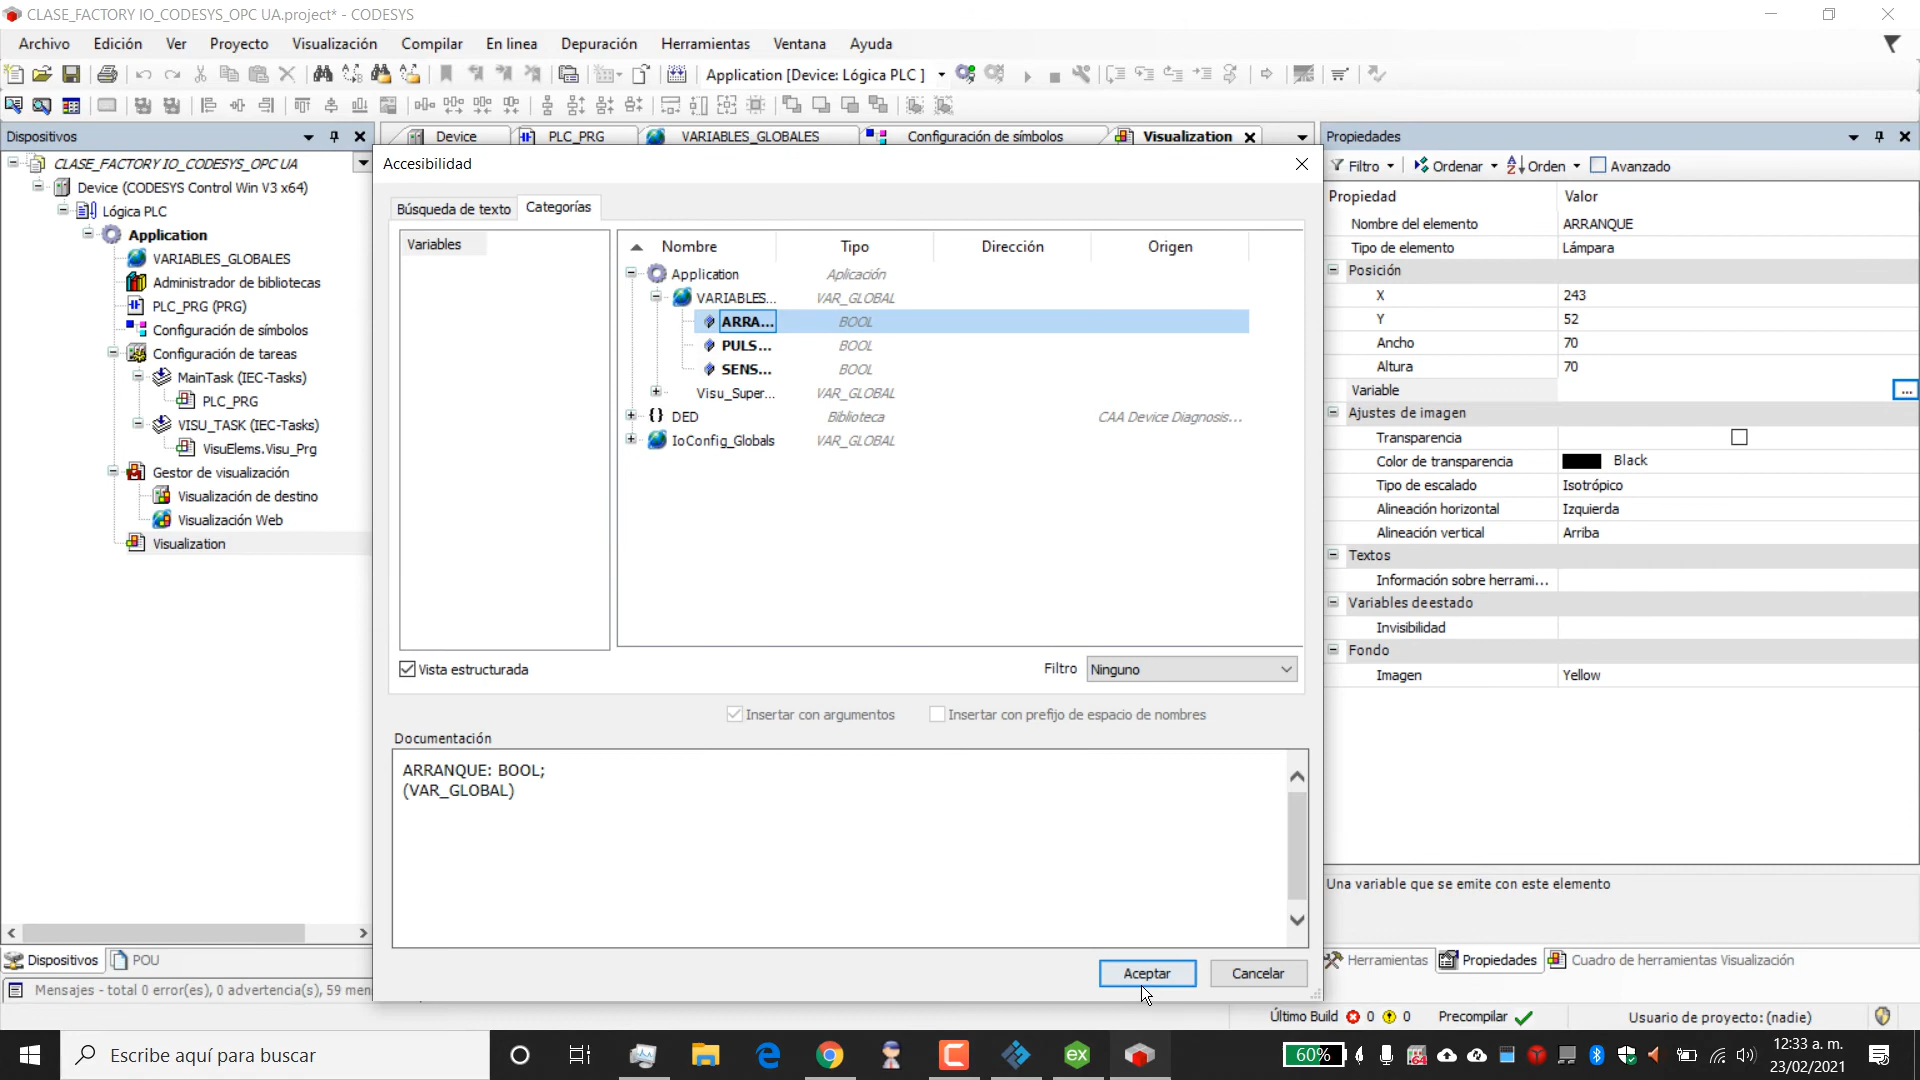 CLASE_FACTORY IO_CODESYS_OPC UA.project* - CODESYS
Archivo Edición Ver Proyecto Visualización Compilar En linea Depuración Herramientas Ventana Ayuda
Application [Device: Lógica PLC ]
Dispositivos
Device PLC_PRG VARIABLES_GLOBALES Configuración de símbolos Visualization
Propiedades
CLASE_FACTORY IO_CODESYS_OPC UA
Device (CODESYS Control Win V3 x64)
Lógica PLC
Application
VARIABLES_GLOBALES
Administrador de bibliotecas
PLC_PRG (PRG)
Configuración de símbolos
Configuración de tareas
MainTask (IEC-Tasks)
PLC_PRG
VISU_TASK (IEC-Tasks)
VisuElems.Visu_Prg
Gestor de visualización
Visualización de destino
Visualización Web
Visualization
Dispositivos POU
Mensajes - total 0 error(es), 0 advertencia(s), 59 men
Accesibilidad
Búsqueda de texto Categorías
Variables
Nombre Tipo Dirección Origen
Application Aplicación
VARIABLES... VAR_GLOBAL
ARRA... BOOL
PULS... BOOL
SENS... BOOL
Visu_Super... VAR_GLOBAL
{} DED Biblioteca CAA Device Diagnosis...
IoConfig_Globals VAR_GLOBAL
Vista estructurada
Filtro Ninguno
Insertar con argumentos Insertar con prefijo de espacio de nombres
Documentación
ARRANQUE: BOOL;
(VAR_GLOBAL)
Aceptar Cancelar
Filtro Ordenar Orden Avanzado
Propiedad Valor
Nombre del elemento ARRANQUE
Tipo de elemento Lámpara
Posición
X 243
Y 52
Ancho 70
Altura 70
Variable ...
Ajustes de imagen
Transparencia
Color de transparencia Black
Tipo de escalado Isotrópico
Alineación horizontal Izquierda
Alineación vertical Arriba
Textos
Información sobre herrami...
Variables de estado
Invisibilidad
Fondo
Imagen Yellow
Una variable que se emite con este elemento
Herramientas Propiedades Cuadro de herramientas Visualización
Último Build 0 0 Precompilar Usuario de proyecto: (nadie)
Escribe aquí para buscar
60%
12:33 a. m.
23/02/2021